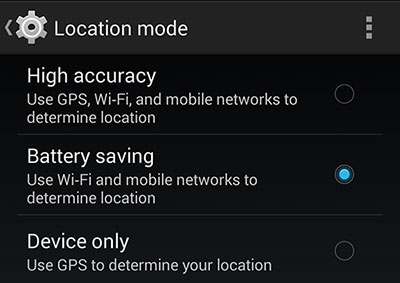 Location mode
High accuracy
Use GPS, Wi-Fi, and mobile networks to
determine location
Battery saving
Use Wi-Fi and mobile networks to
determine location
Device only
Use GPS to determine your location